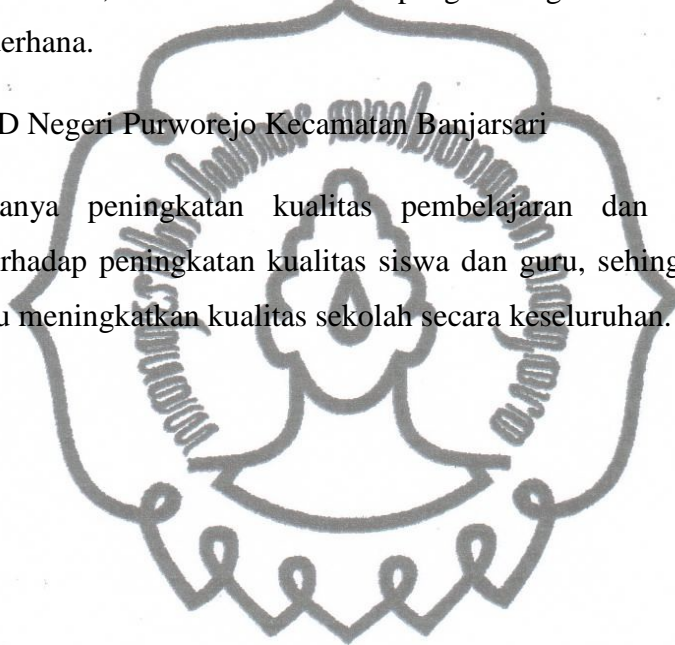 erhana.
D Negeri Purworejo Kecamatan Banjarsari
anya peningkatan kualitas pembelajaran dan
rhadap peningkatan kualitas siswa dan guru, sehing
u meningkatkan kualitas sekolah secara keseluruhan.